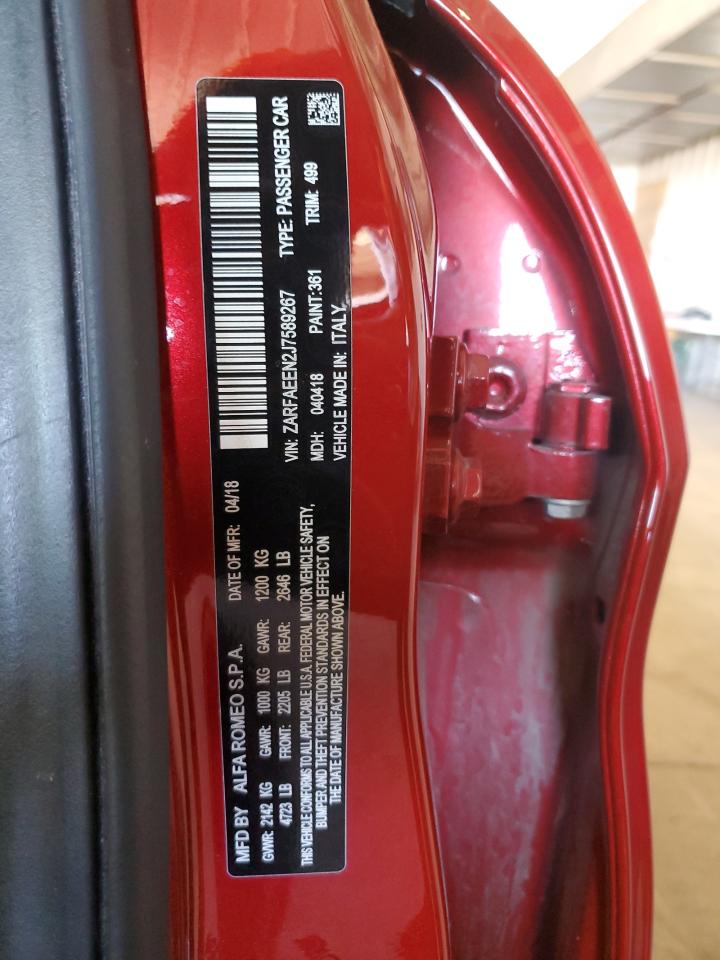 MFD BY ALFA ROMEO S.P.A. DATE OF MFR: 04/18
GVWR: 2142 KG GAWR: 1000 KG GAWR: 1200 KG
4723 LB FRONT: 2205 LB REAR: 2646 LB
THIS VEHICLE CONFORMS TO ALL APPLICABLE U.S.A. FEDERAL MOTOR VEHICLE SAFETY,
BUMPER AND THEFT PREVENTION STANDARDS IN EFFECT ON
THE DATE OF MANUFACTURE SHOWN ABOVE.
VIN: ZARFAEEN2J7589267 TYPE: PASSENGER CAR
MDH: 040418 PAINT:361 TRIM: 499
VEHICLE MADE IN: ITALY